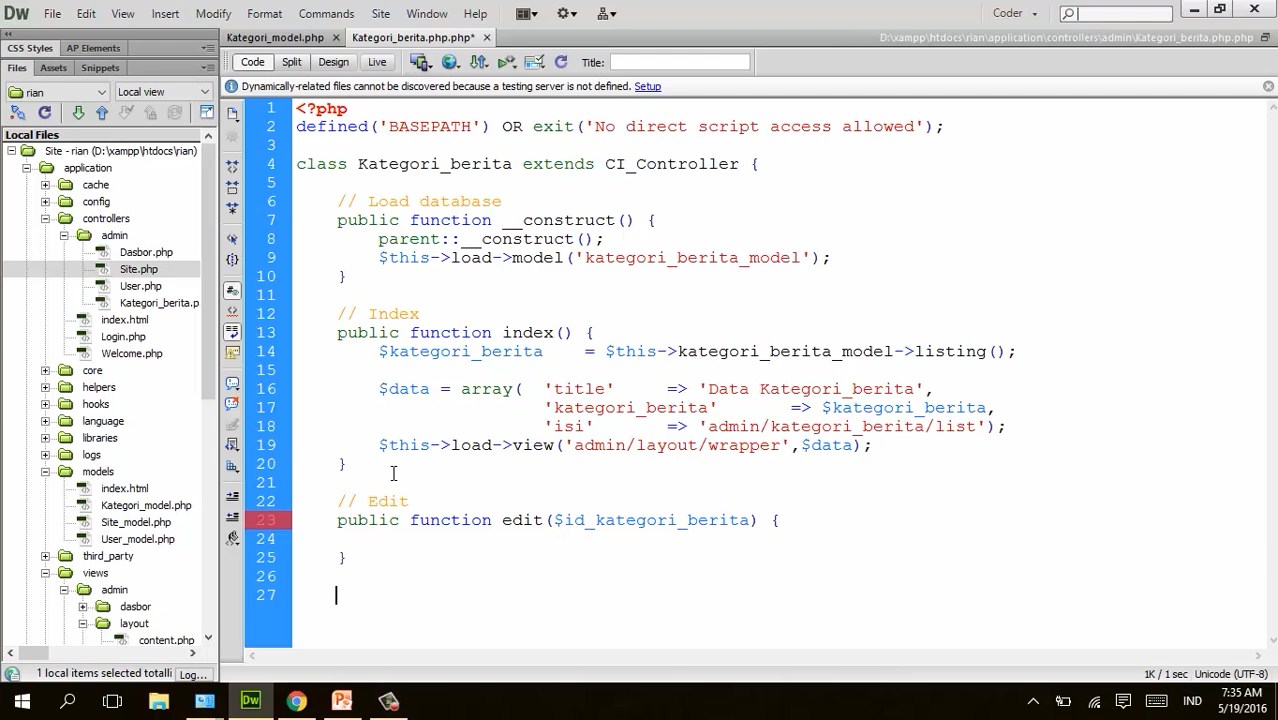 Dw File Edit View Insert Modify Format Commands Site Window Help Coder
CSS Styles AP Elements
Kategori_model.php × Kategori_berita.php.php* × D:\xampp\htdocs\rian\application\controllers\admin\Kategori_berita.php.php
Files Assets Snippets
Code Split Design Live Title:
rian Local view
Dynamically-related files cannot be discovered because a testing server is not defined. Setup
Local Files
Site - rian (D:\xampp\htdocs\rian)
application
cache
config
controllers
admin
Dasbor.php
Site.php
User.php
Kategori_berita.p
index.html
Login.php
Welcome.php
core
helpers
hooks
language
libraries
logs
models
index.html
Kategori_model.php
Site_model.php
User_model.php
third_party
views
admin
dasbor
layout
content.php
1 local items selected totalli Log...
1 <?php
2 defined('BASEPATH') OR exit('No direct script access allowed');
3
4 class Kategori_berita extends CI_Controller {
5
6 // Load database
7 public function __construct() {
8 parent::__construct();
9 $this->load->model('kategori_berita_model');
10 }
11
12 // Index
13 public function index() {
14 $kategori_berita = $this->kategori_berita_model->listing();
15
16 $data = array( 'title' => 'Data Kategori_berita',
17 'kategori_berita' => $kategori_berita,
18 'isi' => 'admin/kategori_berita/list');
19 $this->load->view('admin/layout/wrapper',$data);
20 }
21
22 // Edit
23 public function edit($id_kategori_berita) {
24
25 }
26
27
1K / 1 sec Unicode (UTF-8)
Dw IND 7:35 AM
5/19/2016